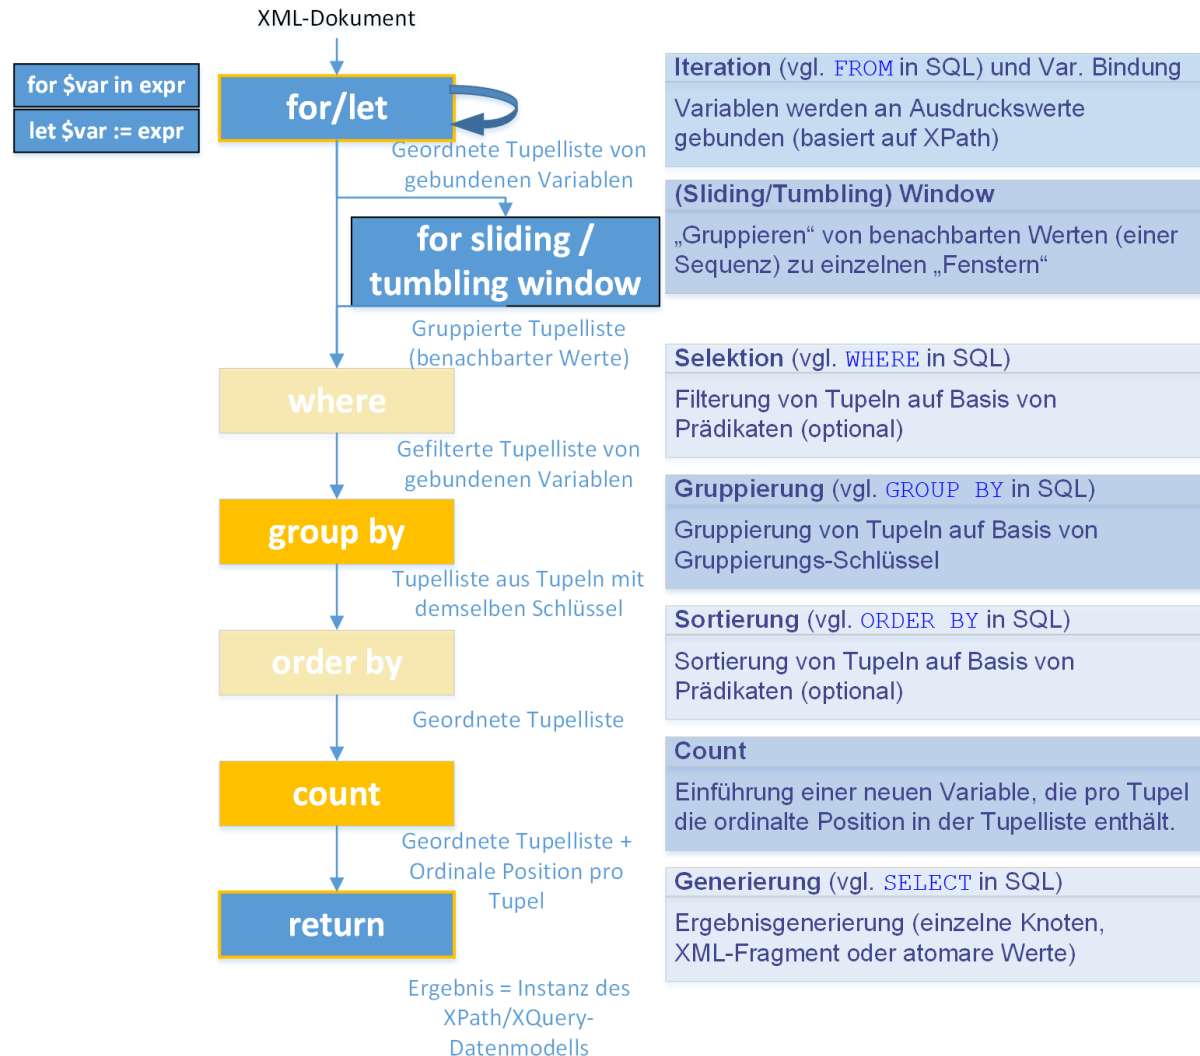 XML-Dokument
for $var in expr
let $var := expr
for/let
Geordnete Tupelliste von
gebundenen Variablen
Iteration (vgl. FROM in SQL) und Var. Bindung
Variablen werden an Ausdruckswerte
gebunden (basiert auf XPath)
for sliding /
tumbling window
Gruppierte Tupelliste
(benachbarter Werte)
(Sliding/Tumbling) Window
„Gruppieren“ von benachbarten Werten (einer
Sequenz) zu einzelnen „Fenstern“
where
Gefilterte Tupelliste von
gebundenen Variablen
Selektion (vgl. WHERE in SQL)
Filterung von Tupeln auf Basis von
Prädikaten (optional)
group by
Tupelliste aus Tupeln mit
demselben Schlüssel
Gruppierung (vgl. GROUP BY in SQL)
Gruppierung von Tupeln auf Basis von
Gruppierungs-Schlüssel
order by
Geordnete Tupelliste
Sortierung (vgl. ORDER BY in SQL)
Sortierung von Tupeln auf Basis von
Prädikaten (optional)
count
Geordnete Tupelliste +
Ordinale Position pro
Tupel
Count
Einführung einer neuen Variable, die pro Tupel
die ordinalte Position in der Tupelliste enthält.
return
Ergebnis = Instanz des
XPath/XQuery-
Datenmodells
Generierung (vgl. SELECT in SQL)
Ergebnisgenerierung (einzelne Knoten,
XML-Fragment oder atomare Werte)